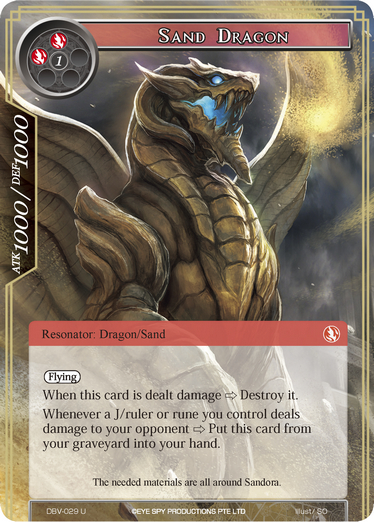 Sand Dragon
1
ATK 1000 / DEF 1000
Resonator: Dragon/Sand
Flying
When this card is dealt damage ⇨ Destroy it.
Whenever a J/ruler or rune you control deals
damage to your opponent ⇨ Put this card from
your graveyard into your hand.
The needed materials are all around Sandora.
DBV-029 U ©EYE SPY PRODUCTIONS PTE LTD Illust/ SO